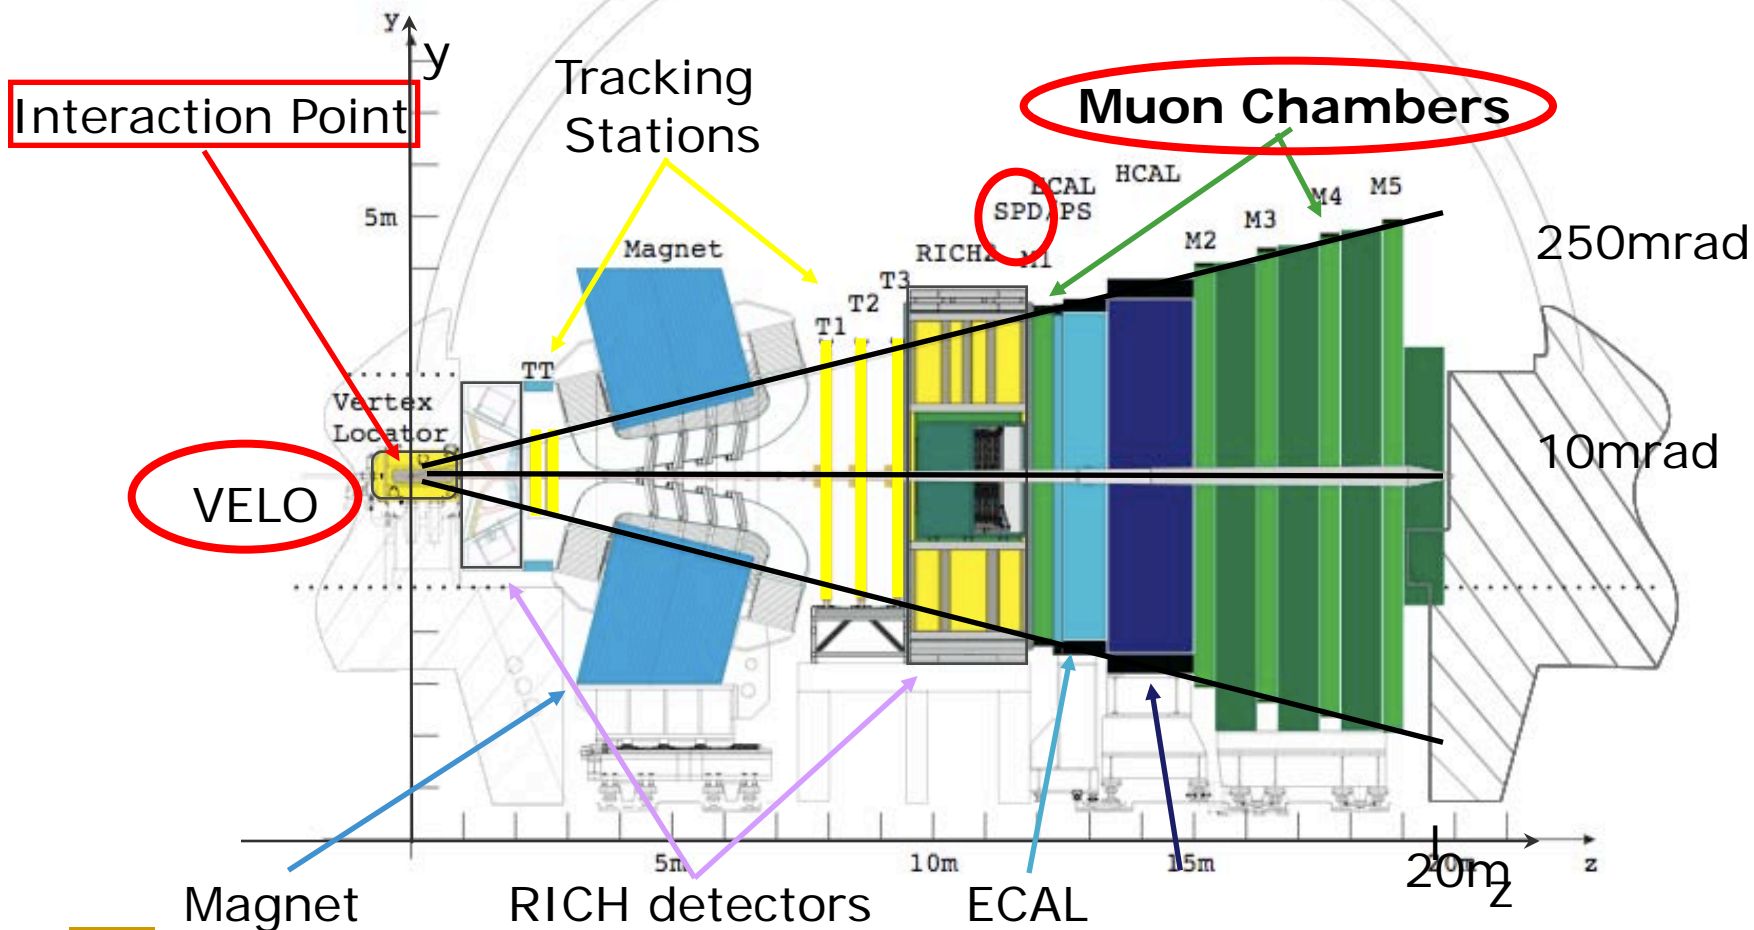 y
y
Interaction Point
Tracking
Stations
Muon Chambers
ECAL
HCAL
SPD/PS
M1
M2
M3
M4
M5
5m
Magnet
RICH2
T1
T2
T3
TT
250mrad
10mrad
Vertex
Locator
VELO
5m
10m
15m
20m
20m
z
z
Magnet
RICH detectors
ECAL